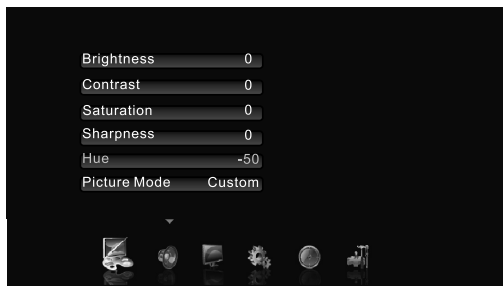 Brightness 0
Contrast 0
Saturation 0
Sharpness 0
Hue -50
Picture Mode Custom